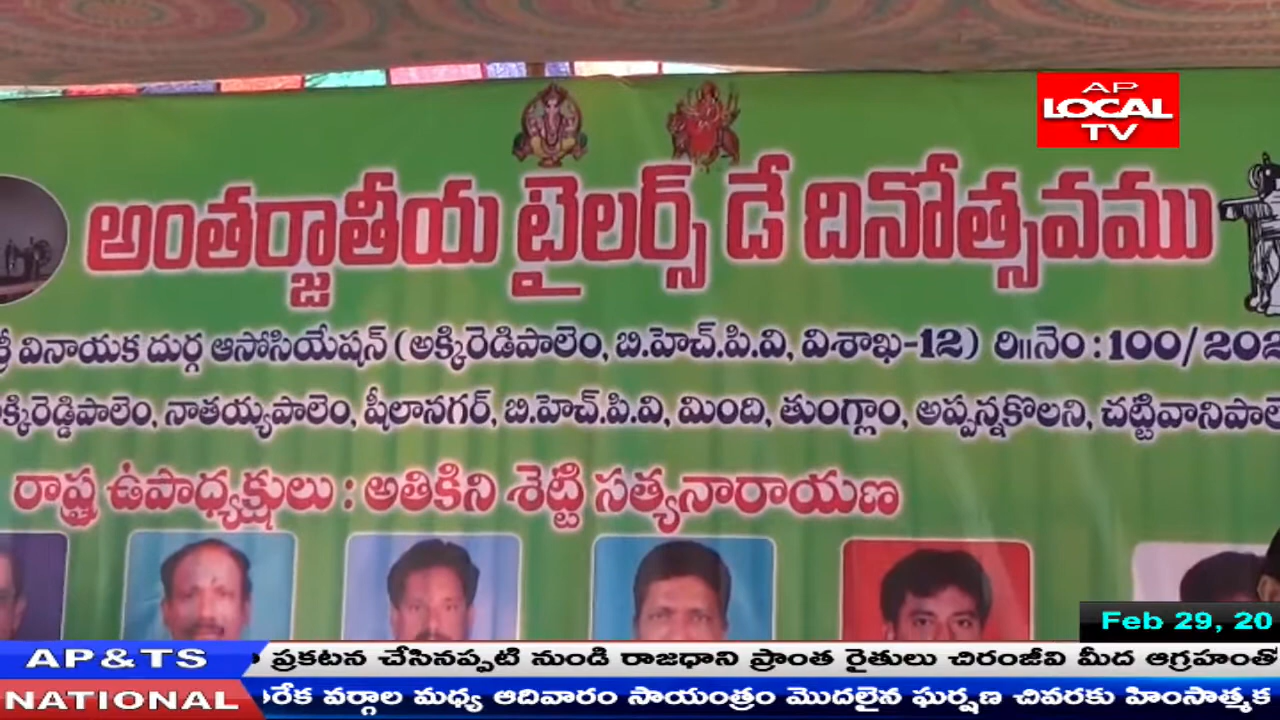 AP
LOCAL
TV
అంతర్జాతీయ టైలర్స్ డే దినోత్సవము
శ్రీ వినాయక దుర్గ ఆసోసియేషన్ (అక్కిరెడిపాలెం, బి.హెచ్.పి.వి, విశాఖ-12) రి॥నెం : 100/202
క్కిరెడ్డిపాలెం, నాతయ్యపాలెం, షీలానగర్, బి.హెచ్.పి.వి, మింది, తుంగ్లాం, అప్పన్నకొలని, చట్టివానిపాలె
రాష్ట్ర ఉపాధ్యక్షులు : అతికిని శెట్టి సత్యనారాయణ
Feb 29, 20
AP&TS
ప్రకటన చేసినప్పటి నుండి రాజధాని ప్రాంత రైతులు చిరంజీవి మీద ఆగ్రహంతో
NATIONAL
రేక వర్గాల మధ్య ఆదివారం సాయంత్రం మొదలైన ఘర్షణ చివరకు హింసాత్మక